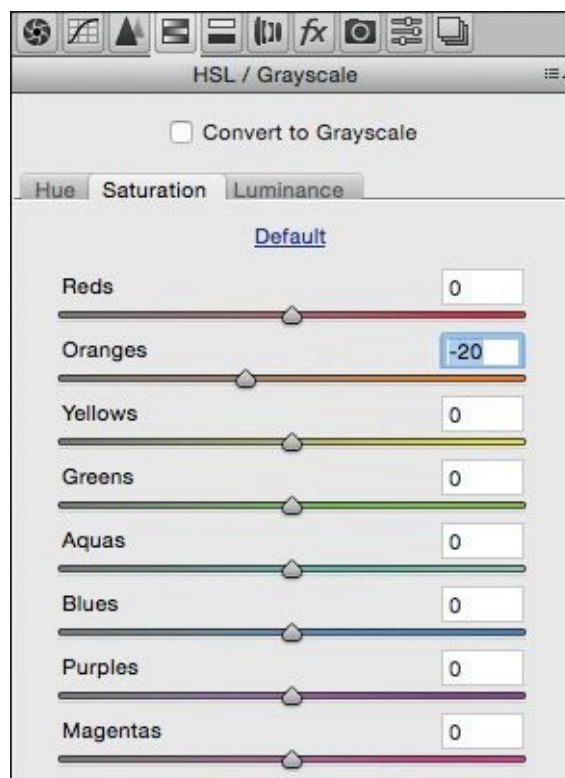 fx
HSL / Grayscale
Convert to Grayscale
Hue Saturation Luminance
Default
Reds 0
Oranges -20
Yellows 0
Greens 0
Aquas 0
Blues 0
Purples 0
Magentas 0